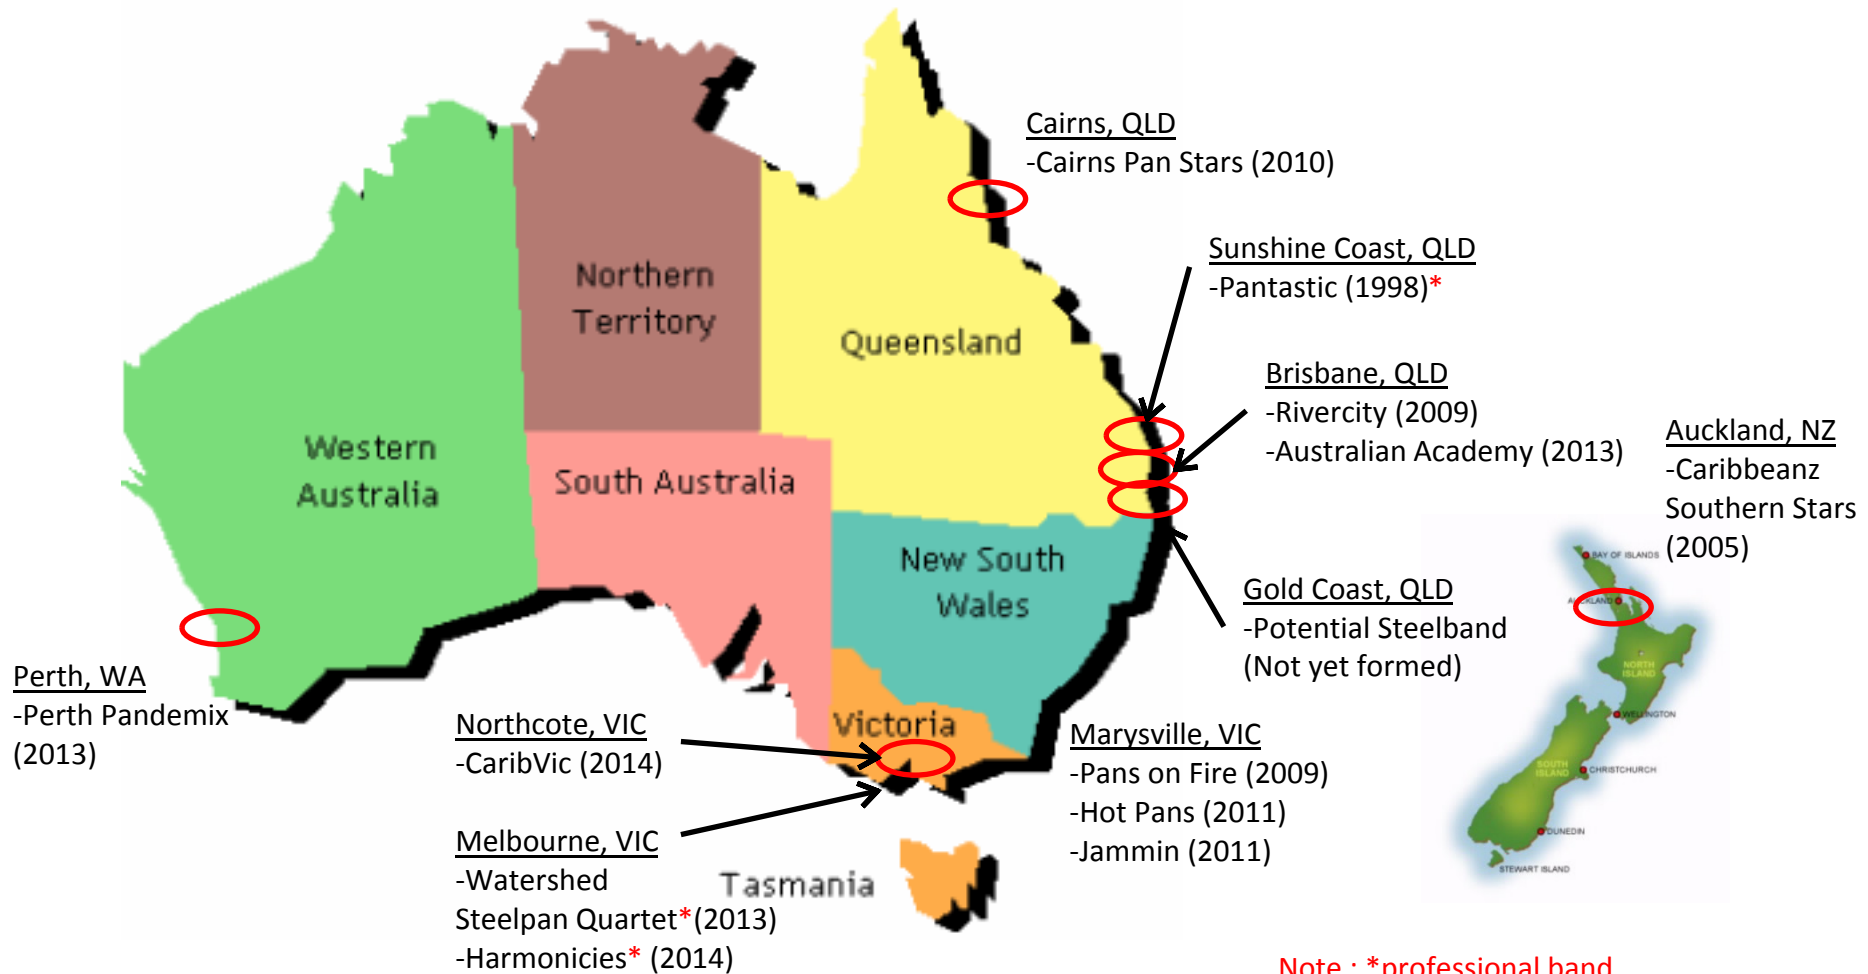 Cairns, QLD
-Cairns Pan Stars (2010)
Sunshine Coast, QLD
-Pantastic (1998)*
Northern
Territory
Queensland
Brisbane, QLD
-Rivercity (2009)
-Australian Academy (2013)
Auckland, NZ
-Caribbeanz
Southern Stars
(2005)
Western
Australia
South Australia
New South
Wales
Gold Coast, QLD
-Potential Steelband
(Not yet formed)
BAY OF ISLANDS
AUCKLAND
NORTH
ISLAND
WELLINGTON
SOUTH
ISLAND
CHRISTCHURCH
DUNEDIN
STEWART ISLAND
Perth, WA
-Perth Pandemix
(2013)
Northcote, VIC
-CaribVic (2014)
Victoria
Marysville, VIC
-Pans on Fire (2009)
-Hot Pans (2011)
-Jammin (2011)
Melbourne, VIC
-Watershed
Steelpan Quartet*(2013)
-Harmonicies* (2014)
Tasmania
Note : *professional band